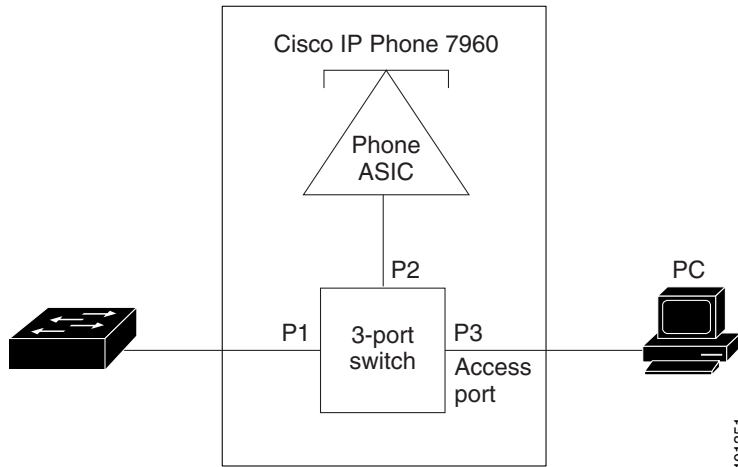 Cisco IP Phone 7960
Phone
ASIC
P2
PC
P1
3-port
switch
P3
Access
port